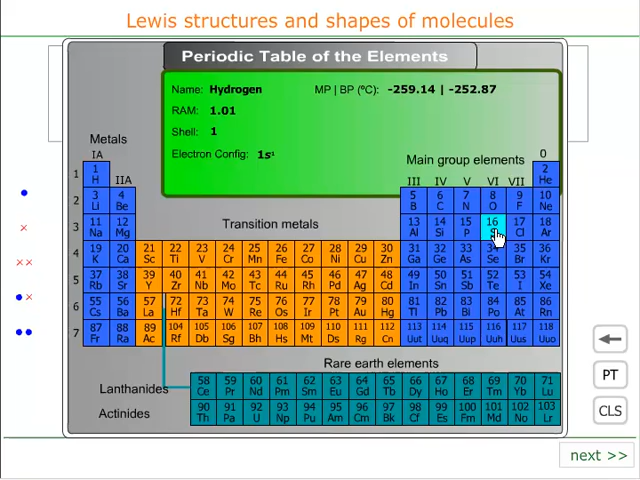 Lewis structures and shapes of molecules
Periodic Table of the Elements
Name: Hydrogen MP | BP (ºC): -259.14 | -252.87
RAM: 1.01
Shell: 1
Electron Config: 1s¹
Metals Main group elements
IA IIA III IV V VI VII 0
1 1 2
H He
2 3 4 5 6 7 8 9 10
Li Be B C N O F Ne
Transition metals
3 11 12 13 14 15 16 17 18
Na Mg Al Si P S Cl Ar
4 19 20 21 22 23 24 25 26 27 28 29 30 31 32 33 34 35 36
K Ca Sc Ti V Cr Mn Fe Co Ni Cu Zn Ga Ge As Se Br Kr
5 37 38 39 40 41 42 43 44 45 46 47 48 49 50 51 52 53 54
Rb Sr Y Zr Nb Mo Tc Ru Rh Pd Ag Cd In Sn Sb Te I Xe
6 55 56 57 72 73 74 75 76 77 78 79 80 81 82 83 84 85 86
Cs Ba La Hf Ta W Re Os Ir Pt Au Hg Tl Pb Bi Po At Rn
7 87 88 89 104 105 106 107 108 109 110 111 112 113 114 115 116 117 118
Fr Ra Ac Rf Db Sg Bh Hs Mt Ds Rg Cn Uut Uuq Uup Uuh Uus Uuo
Rare earth elements
Lanthanides 58 59 60 61 62 63 64 65 66 67 68 69 70 71
Ce Pr Nd Pm Sm Eu Gd Tb Dy Ho Er Tm Yb Lu
Actinides 90 91 92 93 94 95 96 97 98 99 100 101 102 103
Th Pa U Np Pu Am Cm Bk Cf Es Fm Md No Lr
PT
CLS
next >>